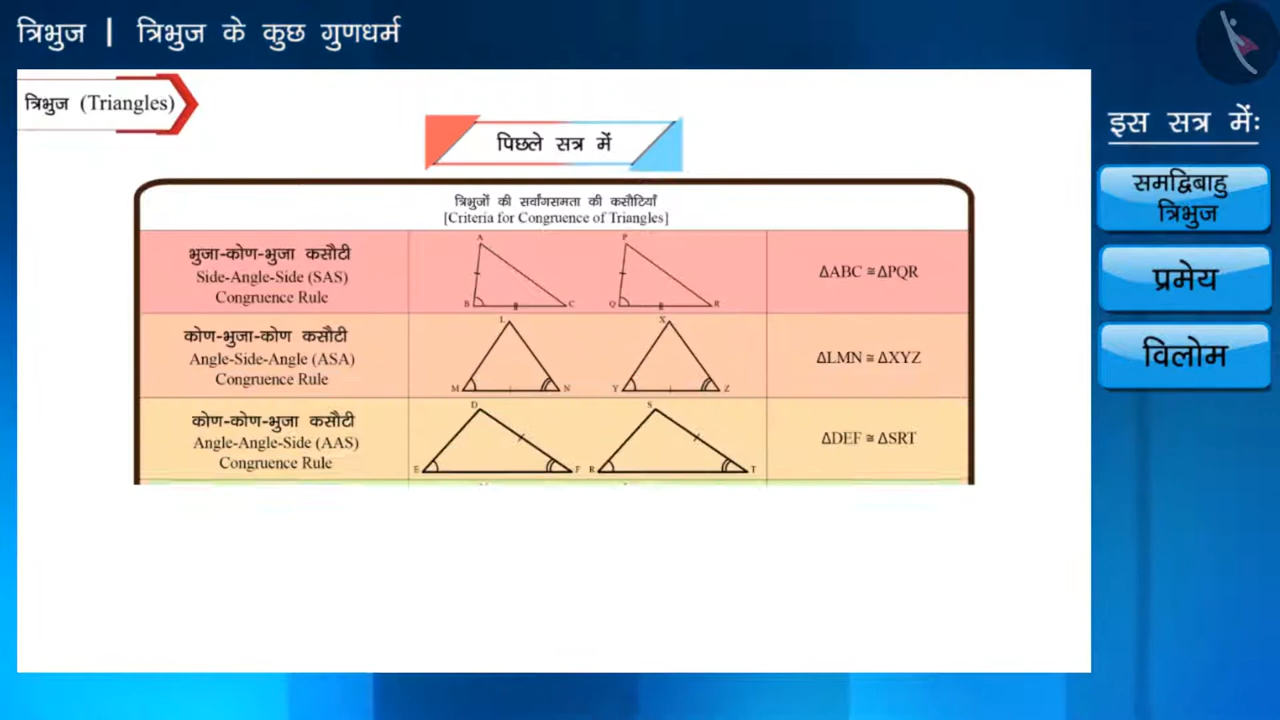 त्रिभुज | त्रिभुज के कुछ गुणधर्म
त्रिभुज (Triangles)
पिछले सत्र में
त्रिभुजों की सर्वांगसमता की कसौटियाँ
[Criteria for Congruence of Triangles]
भुजा-कोण-भुजा कसौटी
Side-Angle-Side (SAS)
Congruence Rule
A
B
C
P
Q
R
ΔABC ≅ ΔPQR
कोण-भुजा-कोण कसौटी
Angle-Side-Angle (ASA)
Congruence Rule
L
M
N
X
Y
Z
ΔLMN ≅ ΔXYZ
कोण-कोण-भुजा कसौटी
Angle-Angle-Side (AAS)
Congruence Rule
D
E
F
S
R
T
ΔDEF ≅ ΔSRT
इस सत्र में:
समद्विबाहु
त्रिभुज
प्रमेय
विलोम